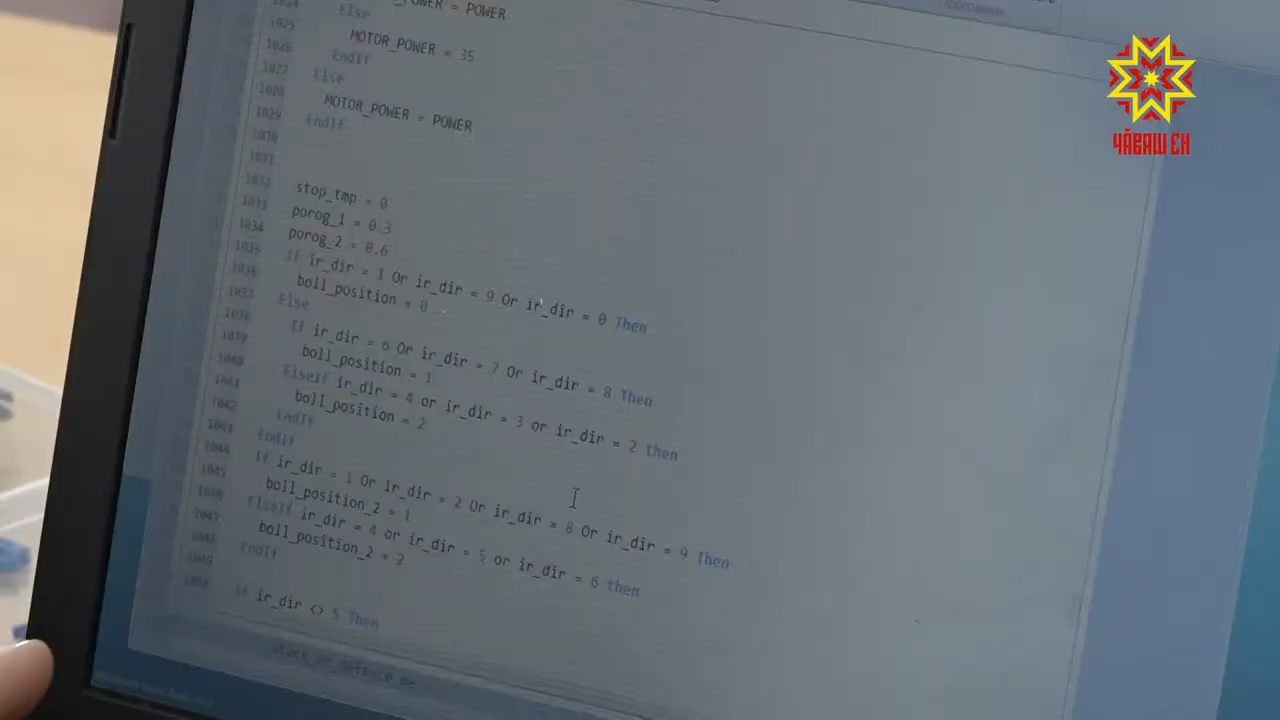 _POWER = POWER
Else
MOTOR_POWER = 35
EndIf
Else
MOTOR_POWER = POWER
EndIf
stop_tmp = 0
porog_1 = 0.3
porog_2 = 0.6
If ir_dir = 1 Or ir_dir = 9 Or ir_dir = 0 Then
boll_position = 0
Else
If ir_dir = 6 Or ir_dir = 7 Or ir_dir = 8 Then
boll_position = 1
Elseif ir_dir = 4 or ir_dir = 3 or ir_dir = 2 then
boll_position = 2
EndIf
EndIf
If ir_dir = 1 Or ir_dir = 2 Or ir_dir = 8 Or ir_dir = 9 Then
boll_position_2 = 1
Elseif ir_dir = 4 or ir_dir = 5 or ir_dir = 6 then
boll_position_2 = 2
EndIf
If ir_dir <> 5 Then
ЧӐВАШ ЕН